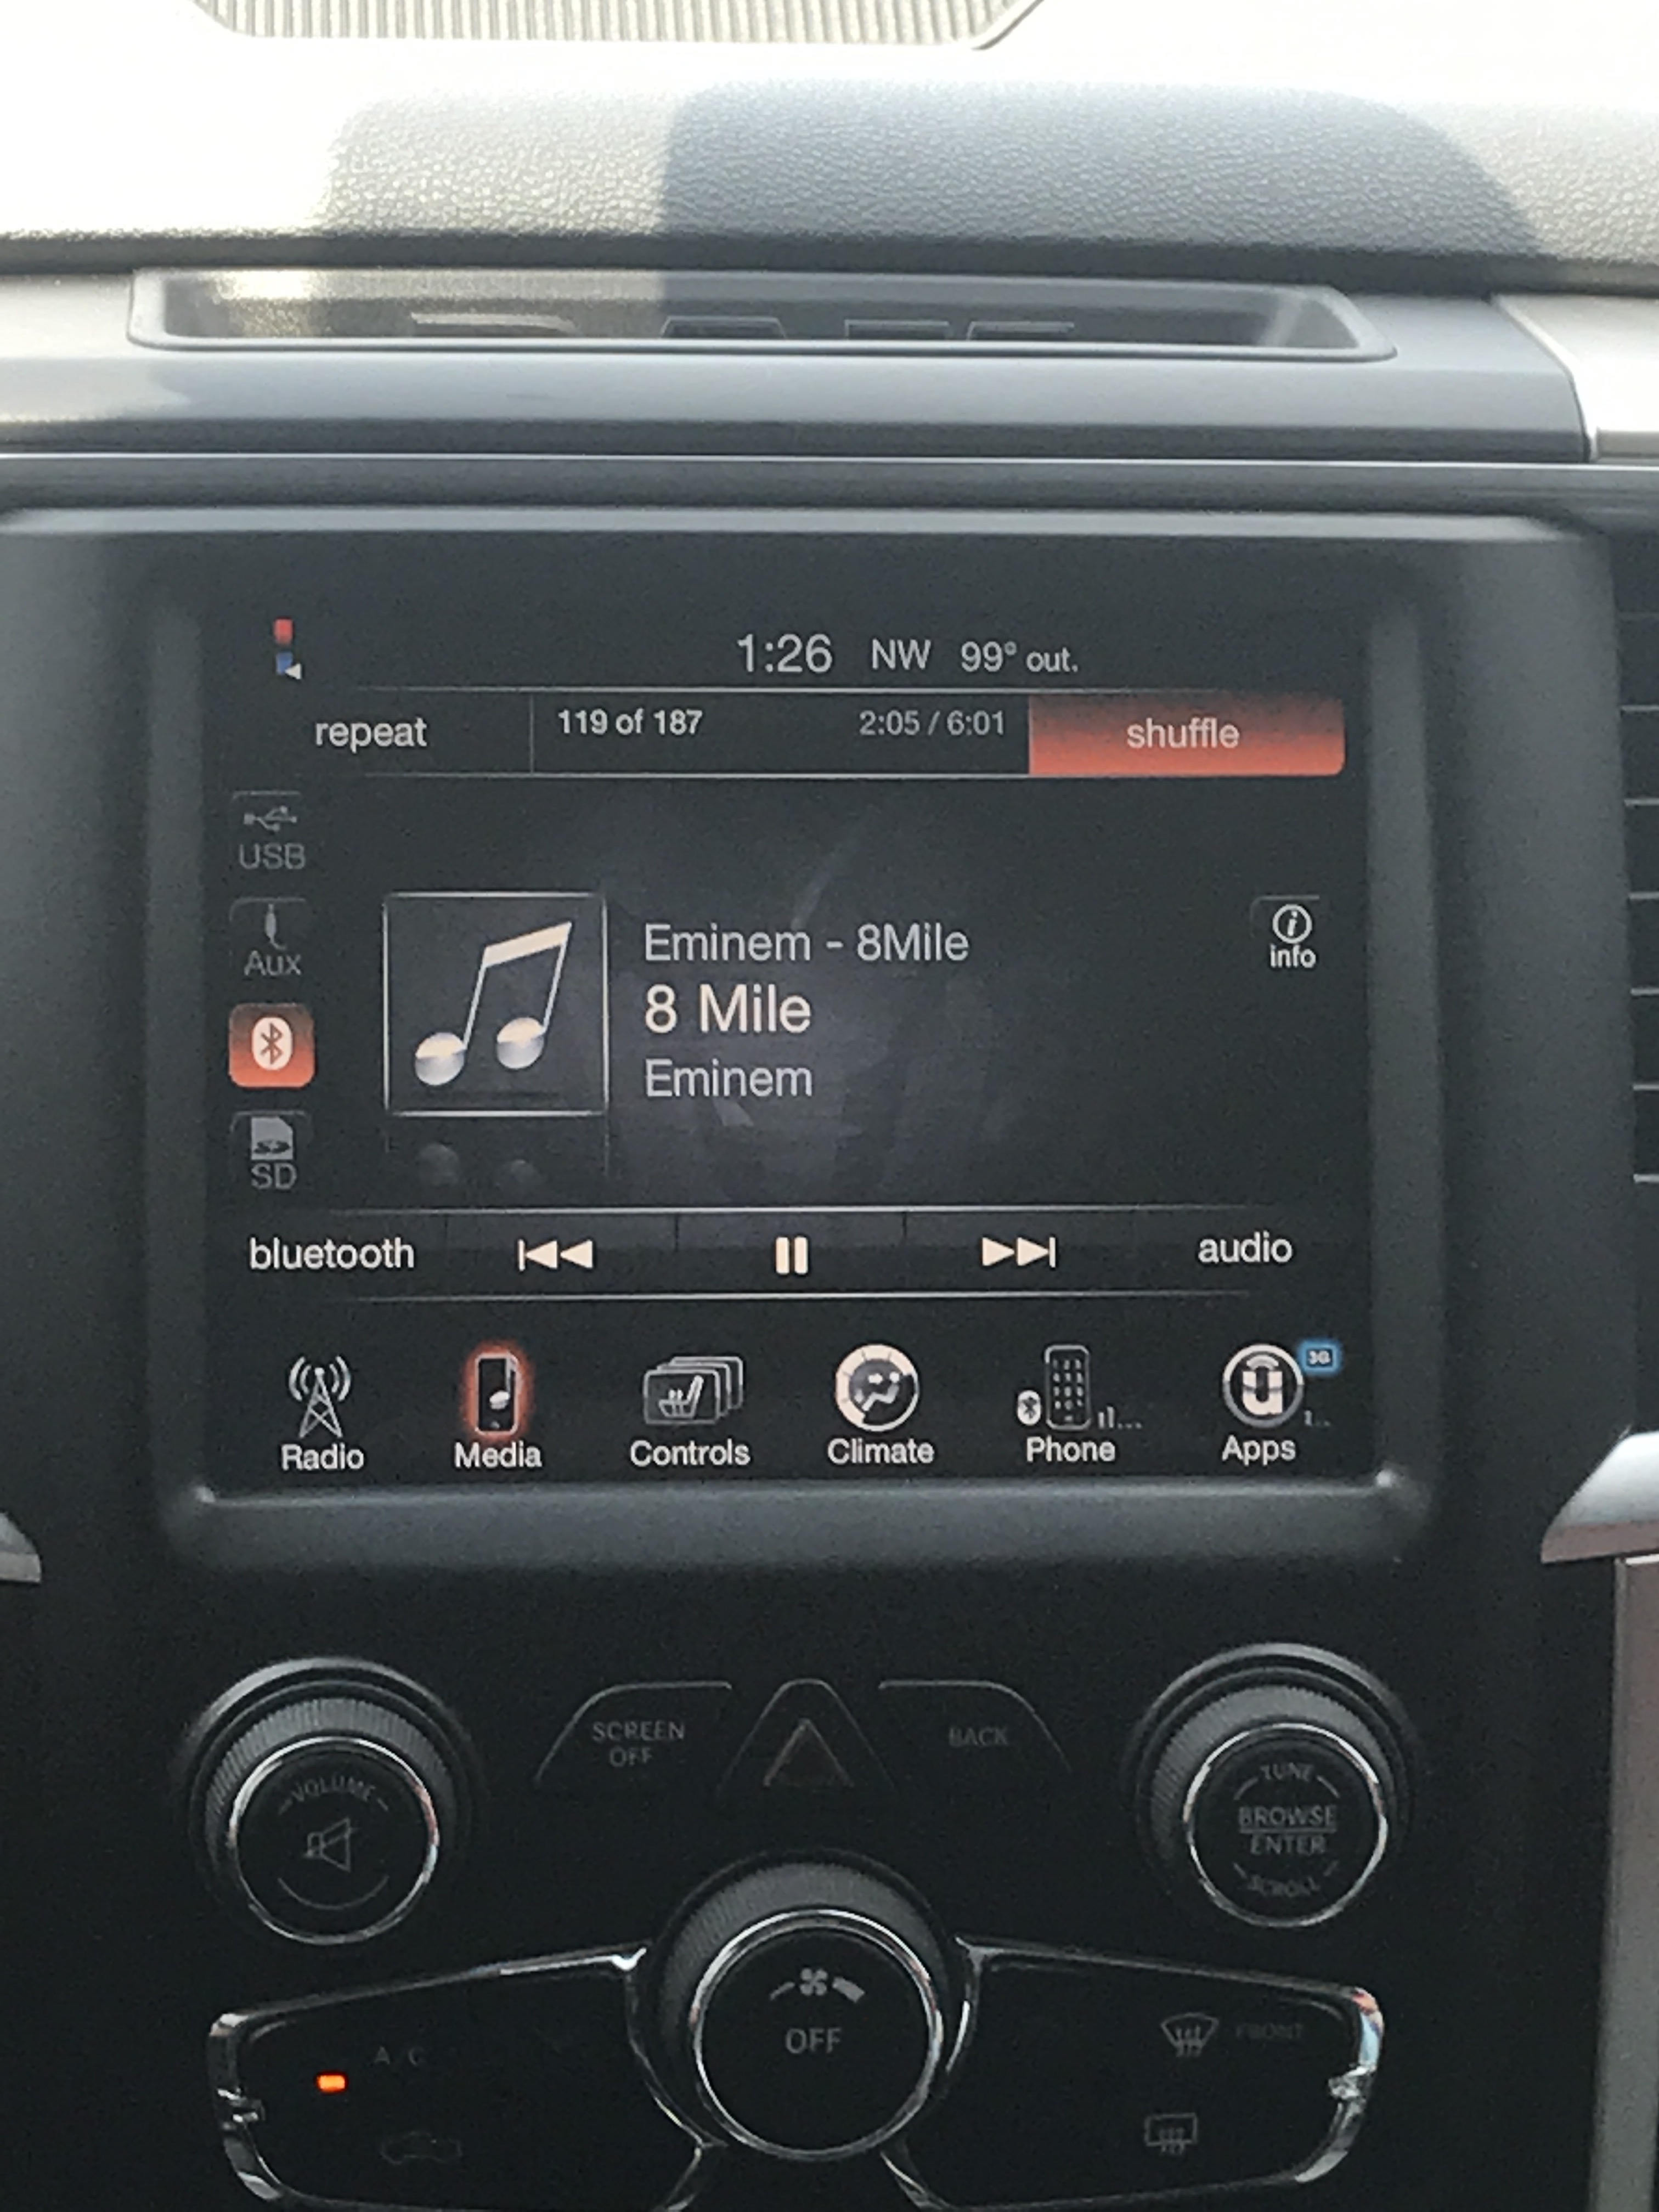 1:26 NW 99° out.
repeat 119 of 187 2:05 / 6:01 shuffle
USB
Aux
SD
Eminem - 8Mile
8 Mile
Eminem
info
bluetooth audio
3G
Radio Media Controls Climate Phone Apps
SCREEN
OFF
BACK
VOLUME
TUNE
BROWSE
ENTER
SCROLL
OFF
A/C
FRONT